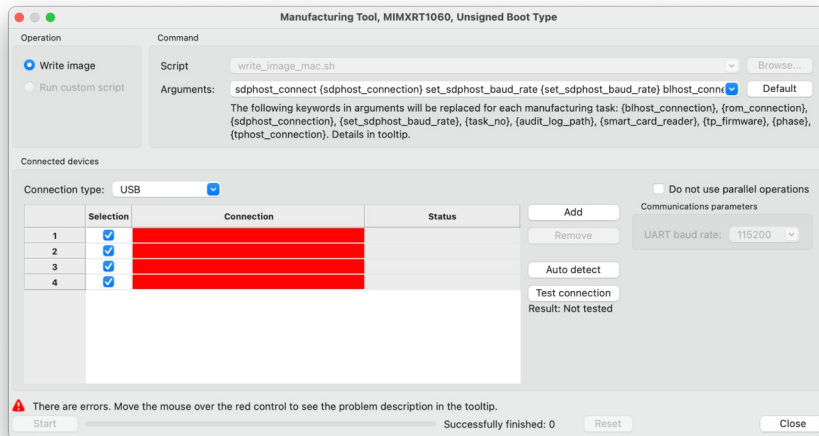 Manufacturing Tool, MIMXRT1060, Unsigned Boot Type
Operation
Command
Write image
Run custom script
Script
write_image_mac.sh
Browse...
Arguments:
sdphost_connect {sdphost_connection} set_sdphost_baud_rate {set_sdphost_baud_rate} blhost_conne
Default
The following keywords in arguments will be replaced for each manufacturing task: {blhost_connection}, {rom_connection},
{sdphost_connection}, {set_sdphost_baud_rate}, {task_no}, {audit_log_path}, {smart_card_reader}, {tp_firmware}, {phase},
{tphost_connection}. Details in tooltip.
Connected devices
Connection type:
USB
Do not use parallel operations
Selection
Connection
Status
1
2
3
4
Add
Remove
Auto detect
Test connection
Result: Not tested
Communications parameters
UART baud rate:
115200
There are errors. Move the mouse over the red control to see the problem description in the tooltip.
Start
Successfully finished: 0
Reset
Close